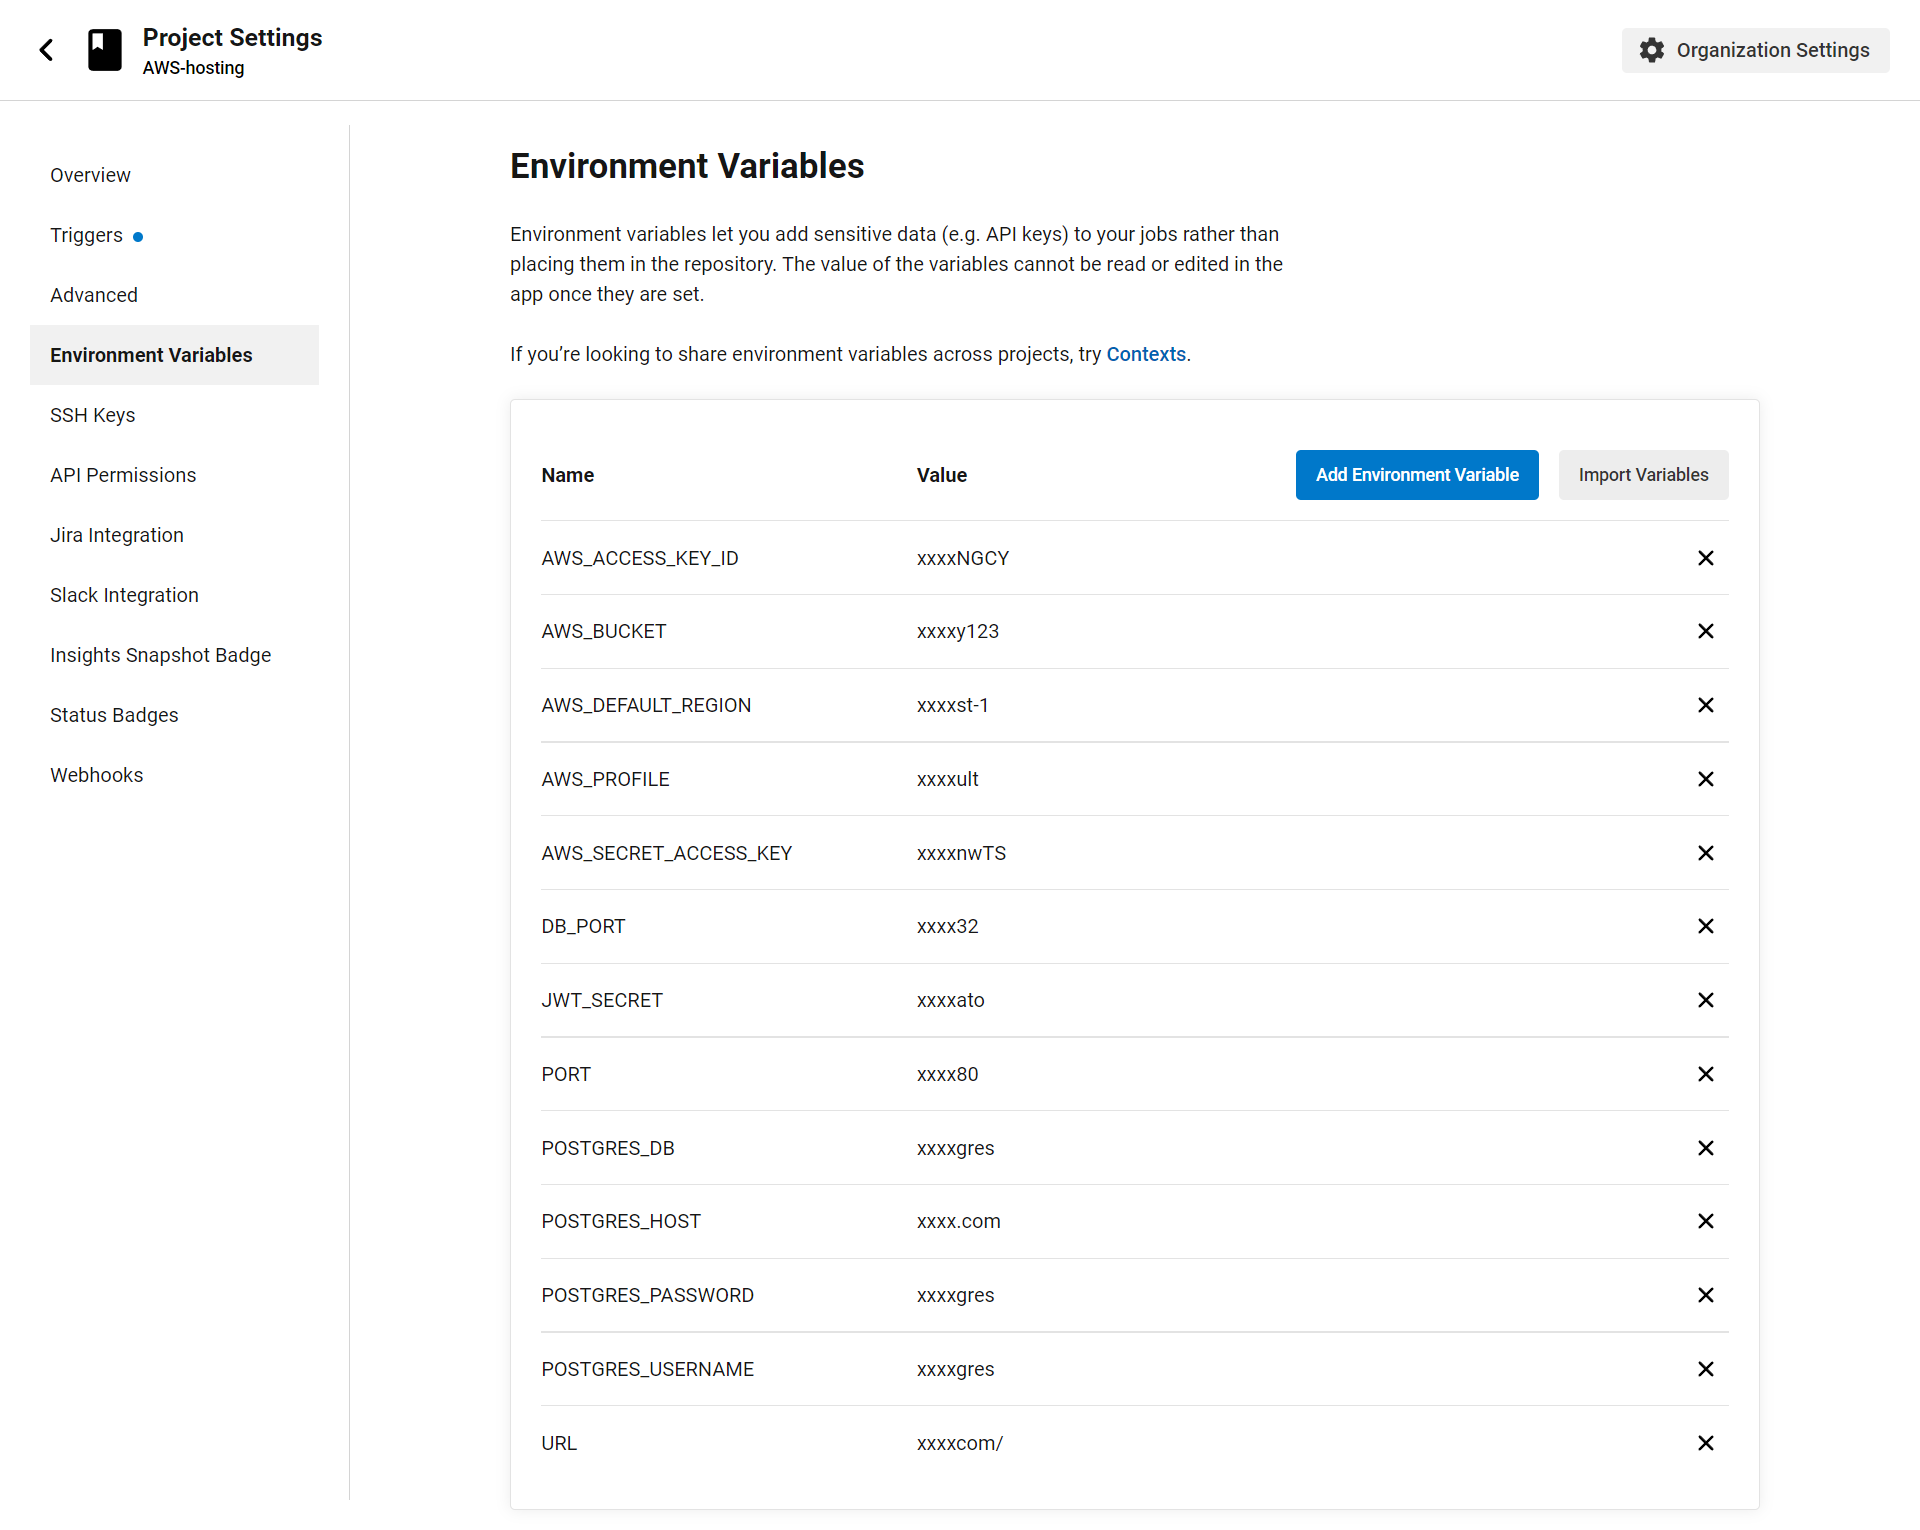 Project Settings
AWS-hosting
Organization Settings
Overview
Triggers
Advanced
Environment Variables
SSH Keys
API Permissions
Jira Integration
Slack Integration
Insights Snapshot Badge
Status Badges
Webhooks
Environment Variables
Environment variables let you add sensitive data (e.g. API keys) to your jobs rather than
placing them in the repository. The value of the variables cannot be read or edited in the
app once they are set.
If you’re looking to share environment variables across projects, try Contexts.
Name Value Add Environment Variable Import Variables
AWS_ACCESS_KEY_ID xxxxNGCY
AWS_BUCKET xxxxy123
AWS_DEFAULT_REGION xxxxst-1
AWS_PROFILE xxxxult
AWS_SECRET_ACCESS_KEY xxxxnwTS
DB_PORT xxxx32
JWT_SECRET xxxxato
PORT xxxx80
POSTGRES_DB xxxxgres
POSTGRES_HOST xxxx.com
POSTGRES_PASSWORD xxxxgres
POSTGRES_USERNAME xxxxgres
URL xxxxcom/